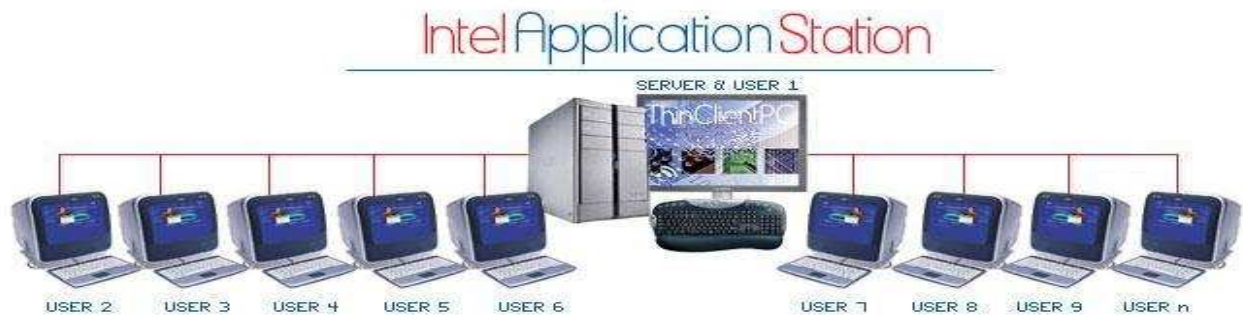 Intel Application Station
SERVER & USER 1
ThinClientPC
USER 2 USER 3 USER 4 USER 5 USER 6 USER 7 USER 8 USER 9 USER n